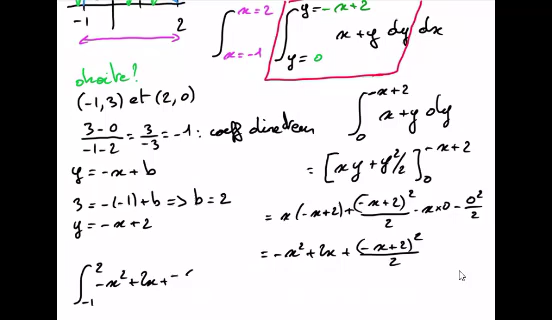 -1 2
∫_{x=-1}^{x=2} ∫_{y=0}^{y=-x+2} x+y dy dx
droite?
(-1,3) et (2,0)
3-0/-1-2 = 3/-3 = -1 : coeff directeur
y = -x + b
3 = -(-1)+b => b = 2
y = -x+2
∫_0^{-x+2} x+y dy
= [xy + y²/2]_0^{-x+2}
= x(-x+2) + (-x+2)²/2 - x×0 - 0²/2
= -x² + 2x + (-x+2)²/2
∫_{-1}^2 -x² + 2x + - (